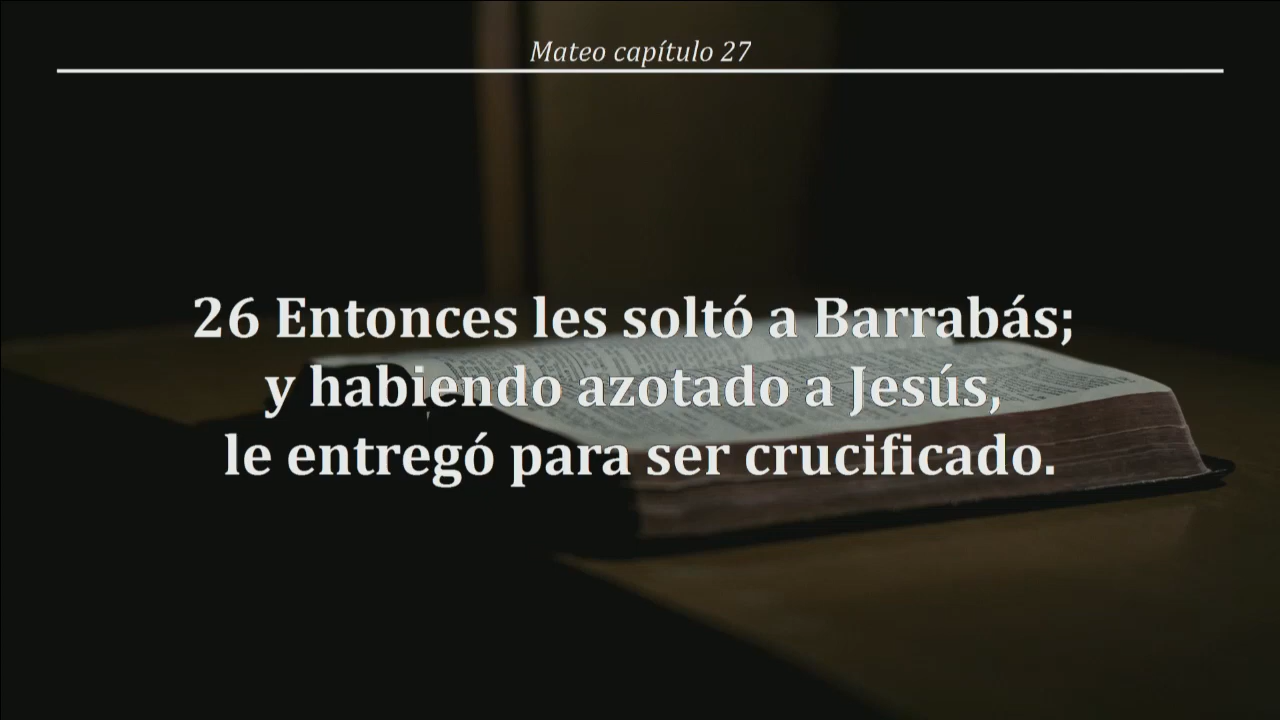 Mateo capítulo 27
26 Entonces les soltó a Barrabás;
y habiendo azotado a Jesús,
le entregó para ser crucificado.